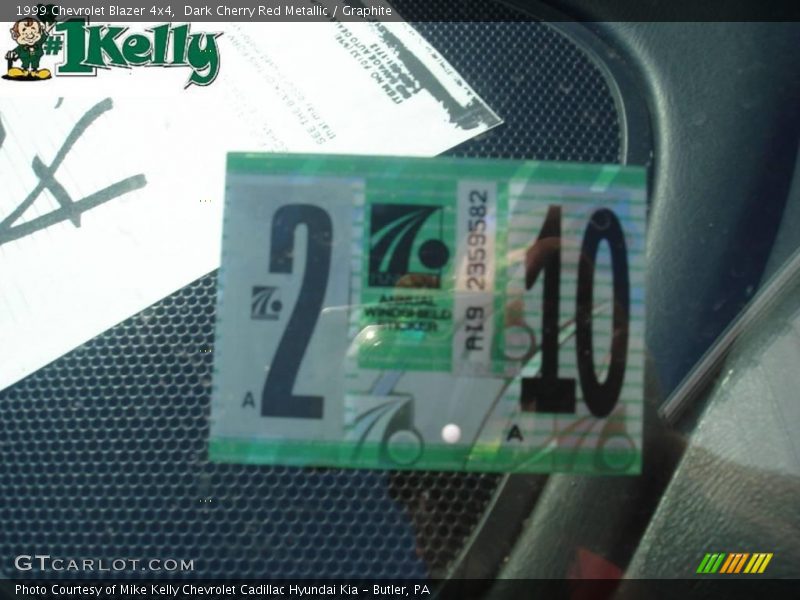 1999 Chevrolet Blazer 4x4, Dark Cherry Red Metallic / Graphite
#1Kelly
X
2
10
ANNUAL
WINDSHIELD
STICKER
AI9 2359582
A
A
GTCARLOT.COM
Photo Courtesy of Mike Kelly Chevrolet Cadillac Hyundai Kia – Butler, PA